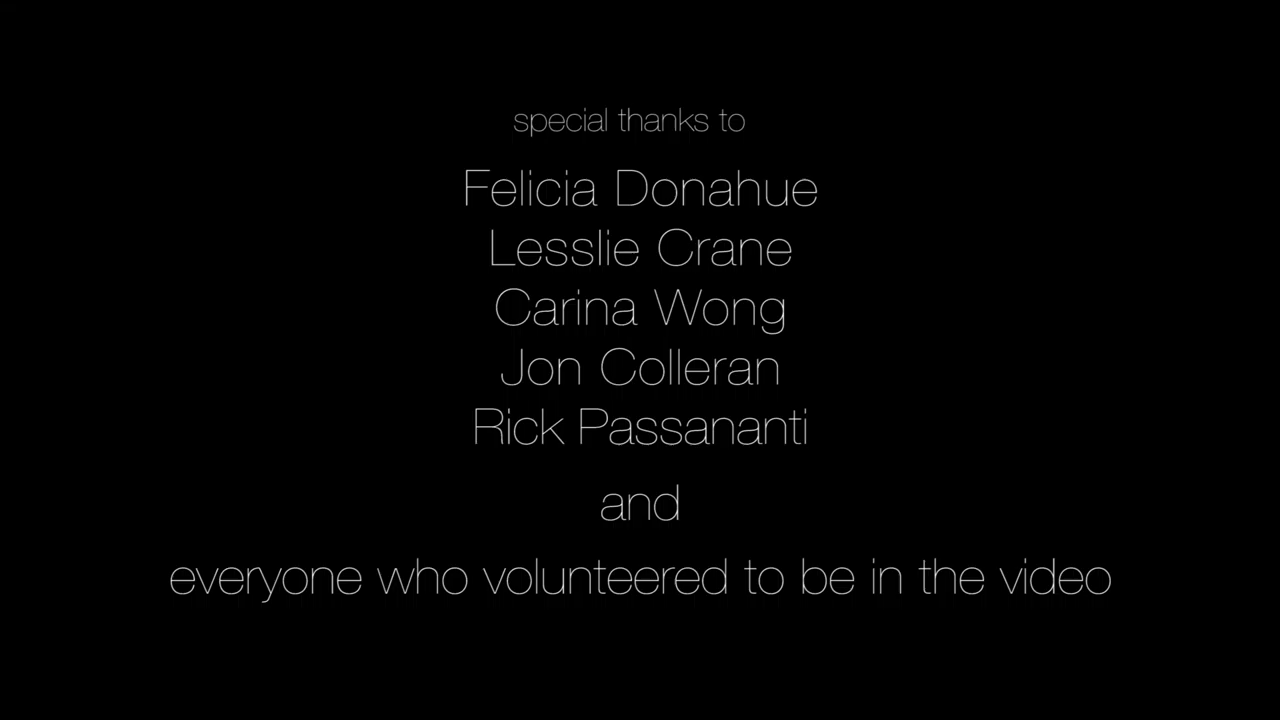 special thanks to
Felicia Donahue
Lesslie Crane
Carina Wong
Jon Colleran
Rick Passananti
and
everyone who volunteered to be in the video